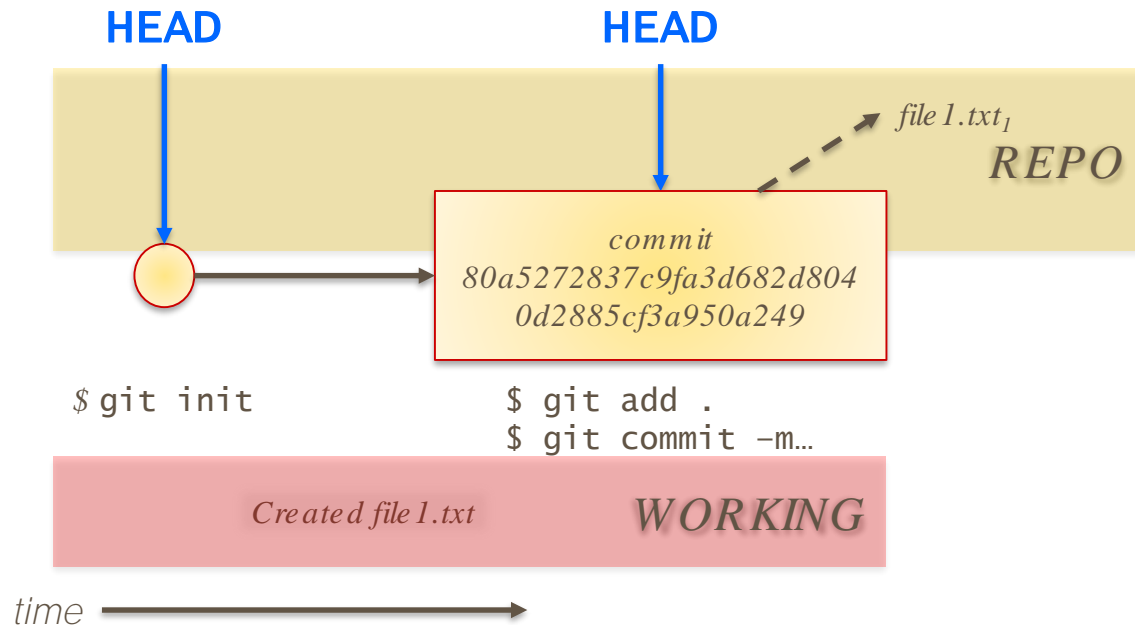 HEAD
HEAD
file1.txt1
REPO
commit
80a5272837c9fa3d682d804
0d2885cf3a950a249
$ git init
$ git add .
$ git commit –m…
Created file1.txt
WORKING
time